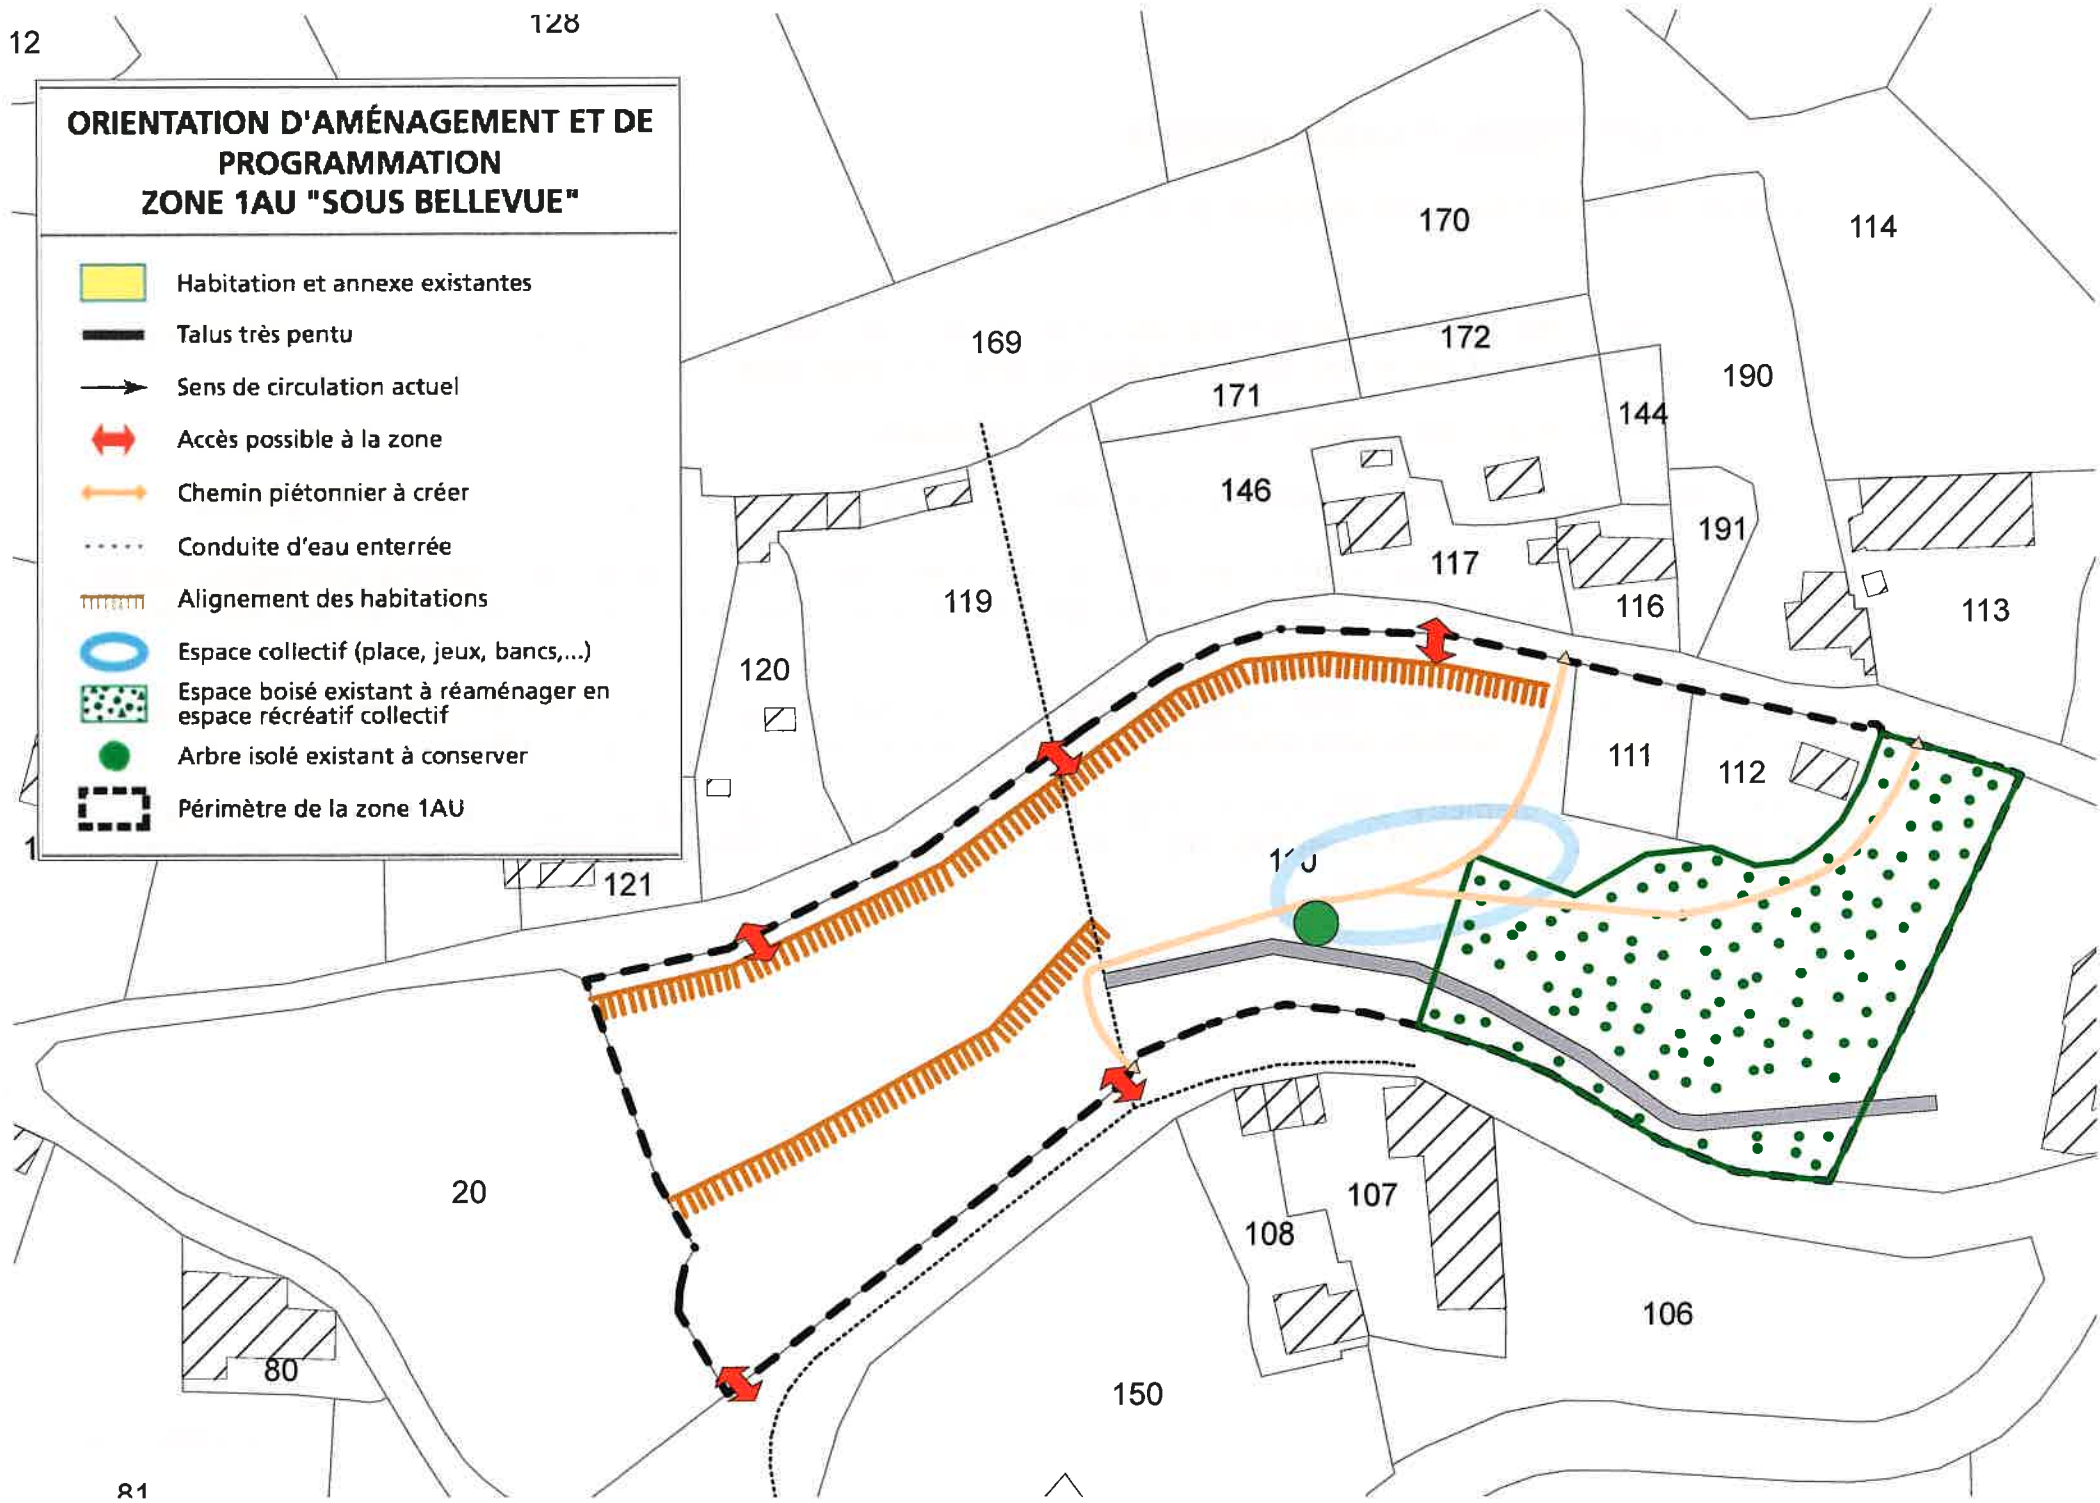 12
128
ORIENTATION D'AMÉNAGEMENT ET DE
PROGRAMMATION
ZONE 1AU "SOUS BELLEVUE"
Habitation et annexe existantes
Talus très pentu
Sens de circulation actuel
Accès possible à la zone
Chemin piétonnier à créer
Conduite d'eau enterrée
Alignement des habitations
Espace collectif (place, jeux, bancs,...)
Espace boisé existant à réaménager en
espace récréatif collectif
Arbre isolé existant à conserver
Périmètre de la zone 1AU
170
114
169
172
171
190
144
146
191
117
119
116
113
120
111
112
121
20
107
108
106
80
150
81